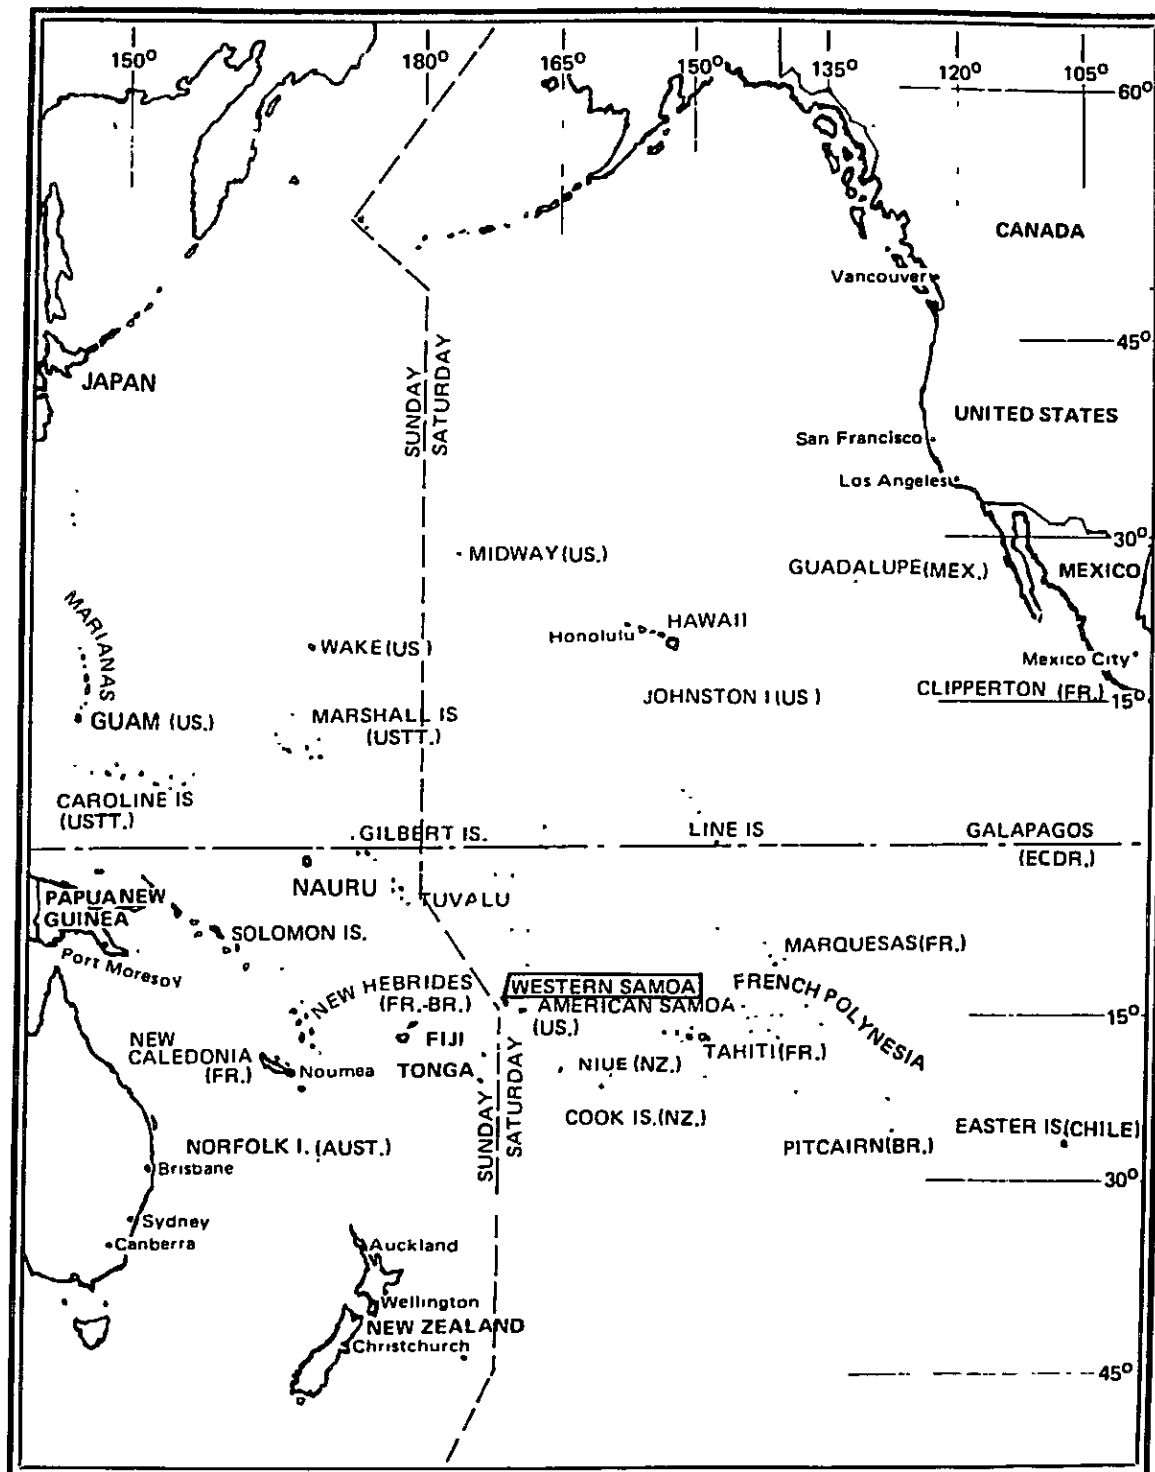 150°
180°
165°
150°
135°
120°
105°
60°
CANADA
Vancouver
45°
JAPAN
SUNDAY
SATURDAY
UNITED STATES
San Francisco
Los Angeles
30°
MIDWAY (US.)
GUADALUPE (MEX.)
MEXICO
MARIANAS
HAWAII
Honolulu
WAKE (US)
Mexico City
JOHNSTON I (US)
CLIPPERTON (FR.)
15°
GUAM (US.)
MARSHALL IS
(USTT.)
CAROLINE IS
(USTT.)
GILBERT IS.
LINE IS
GALAPAGOS
(ECDR.)
NAURU
TUVALU
PAPUA NEW
GUINEA
SOLOMON IS.
Port Moresoy
MARQUESAS (FR.)
WESTERN SAMOA
FRENCH POLYNESIA
NEW HEBRIDES
(FR.-BR.)
AMERICAN SAMOA
(US.)
15°
FIJI
NEW
CALEDONIA
(FR.)
Noumea
TONGA
NIUE (NZ.)
TAHITI (FR.)
SUNDAY
SATURDAY
COOK IS. (NZ.)
NORFOLK I. (AUST.)
PITCAIRN (BR.)
EASTER IS (CHILE)
Brisbane
30°
Sydney
Canberra
Auckland
Wellington
NEW ZEALAND
Christchurch
45°